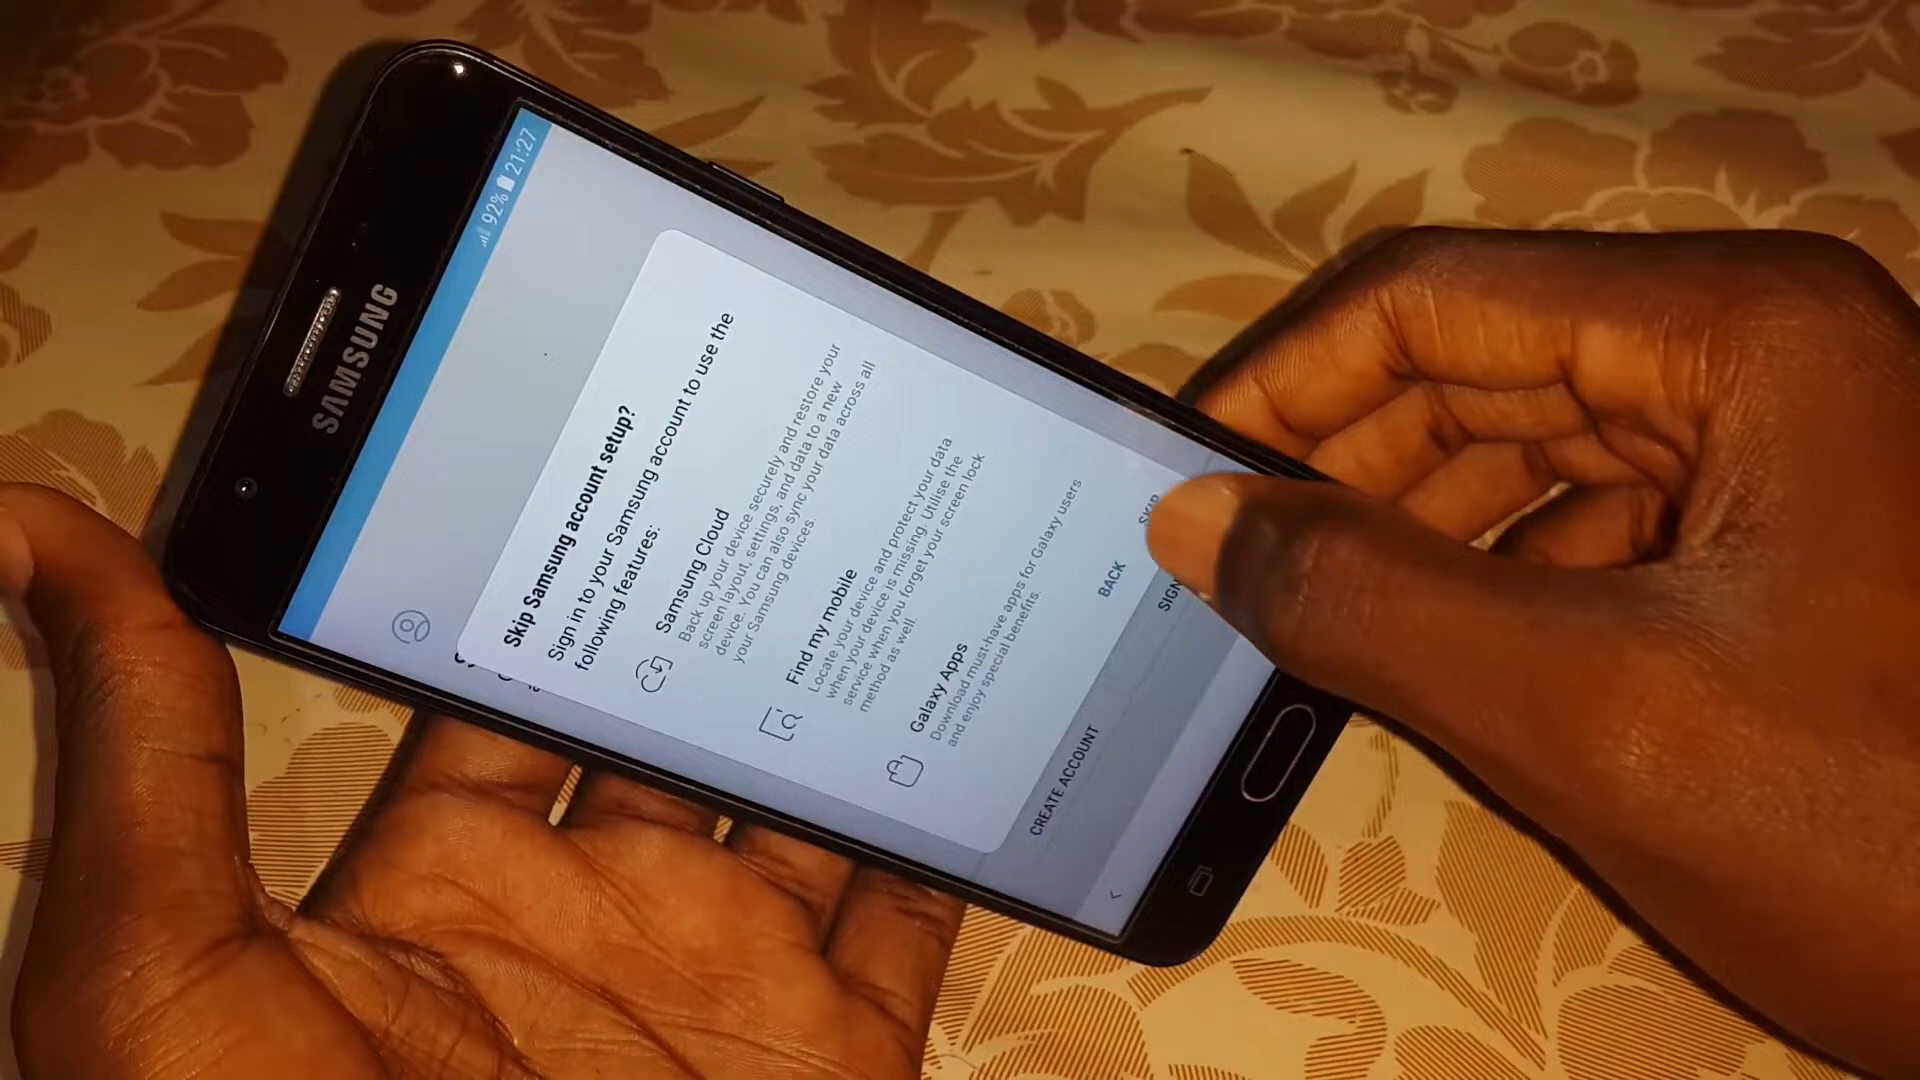 SAMSUNG
92% 21:27
Skip Samsung account setup?
Sign in to your Samsung account to use the
following features:
Samsung Cloud
Back up your device securely and restore your
screen layout, settings, and data to a new
device. You can also sync your data across all
your Samsung devices.
Find my mobile
Locate your device and protect your data
when your device is missing. Utilise the
service when you forget your screen lock
method as well.
Galaxy Apps
Download must-have apps for Galaxy users
and enjoy special benefits.
BACK SKIP
CREATE ACCOUNT SIGN